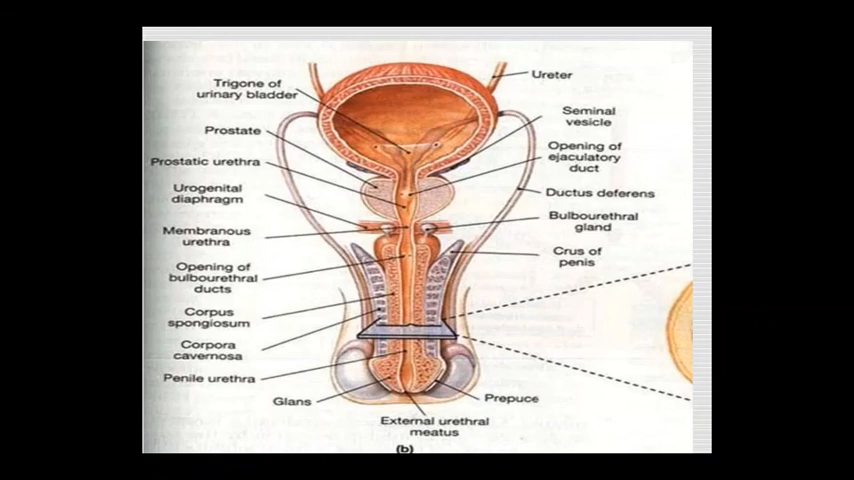 Trigone of
urinary bladder
Prostate
Prostatic urethra
Urogenital
diaphragm
Membranous
urethra
Opening of
bulbourethral
ducts
Corpus
spongiosum
Corpora
cavernosa
Penile urethra
Glans
Ureter
Seminal
vesicle
Opening of
ejaculatory
duct
Ductus deferens
Bulbourethral
gland
Crus of
penis
Prepuce
External urethral
meatus
(b)